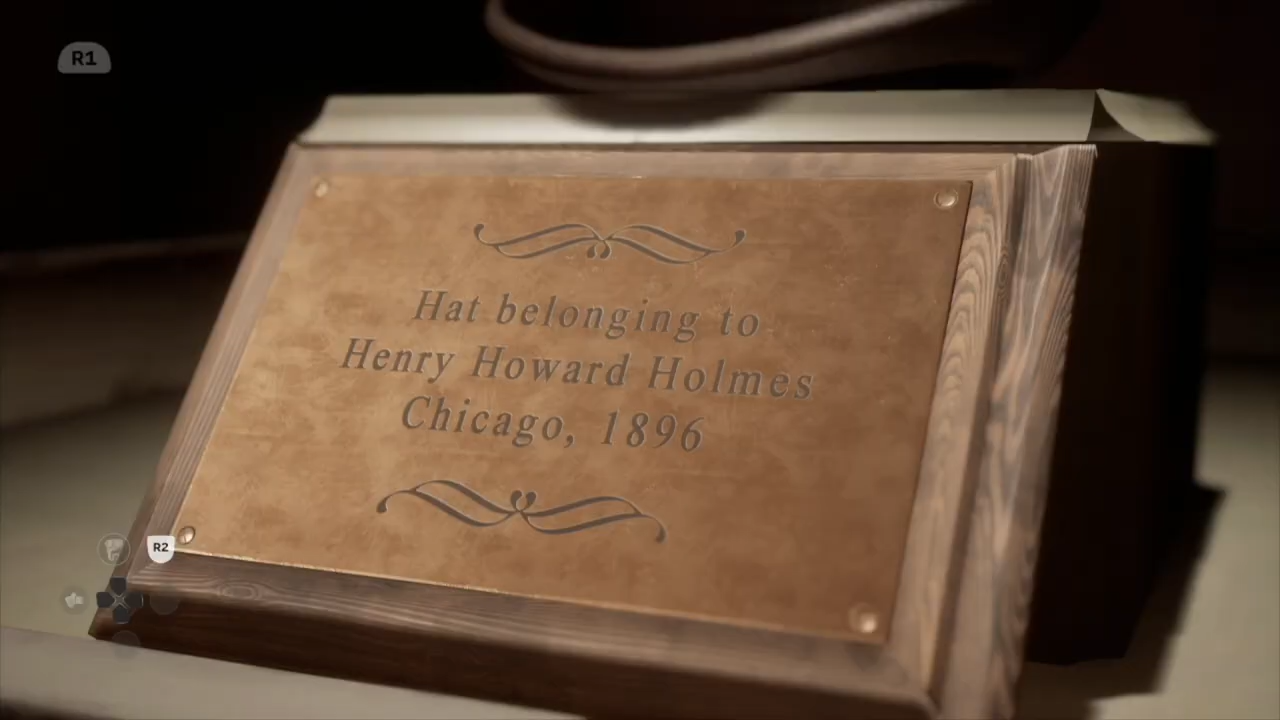 R1
Hat belonging to
Henry Howard Holmes
Chicago, 1896
R2